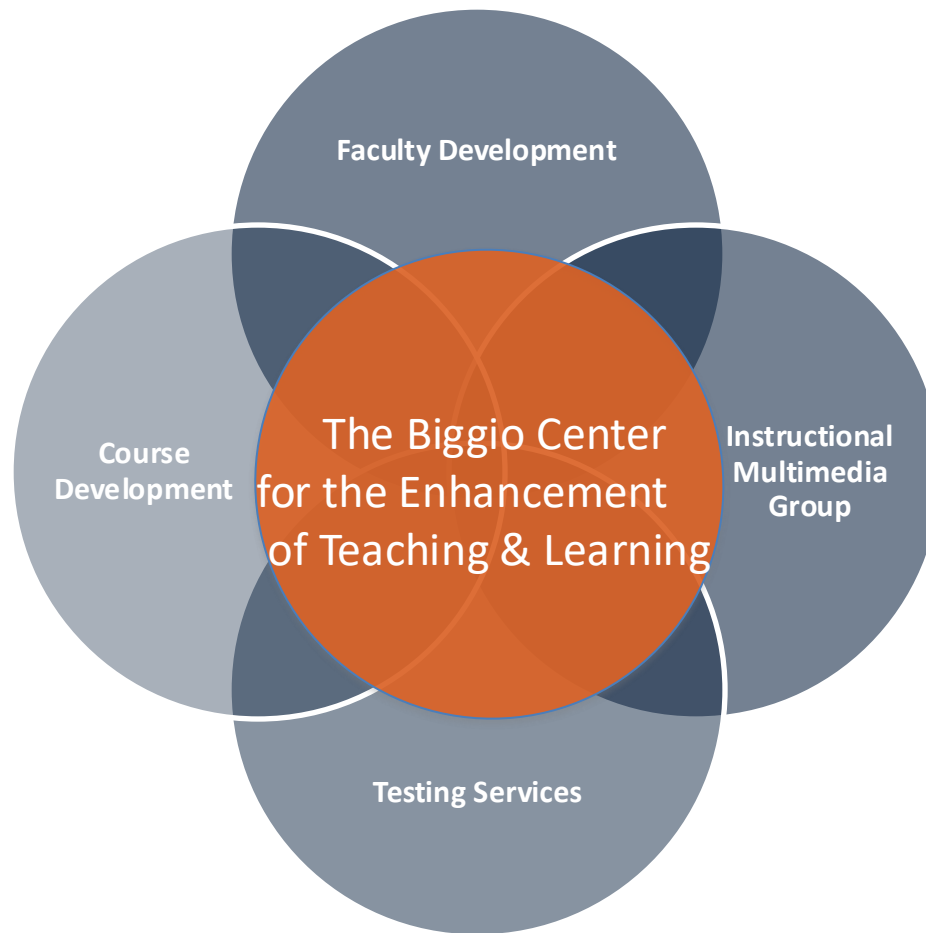 Faculty Development
Course
Development
The Biggio Center
for the Enhancement
of Teaching & Learning
Instructional
Multimedia
Group
Testing Services